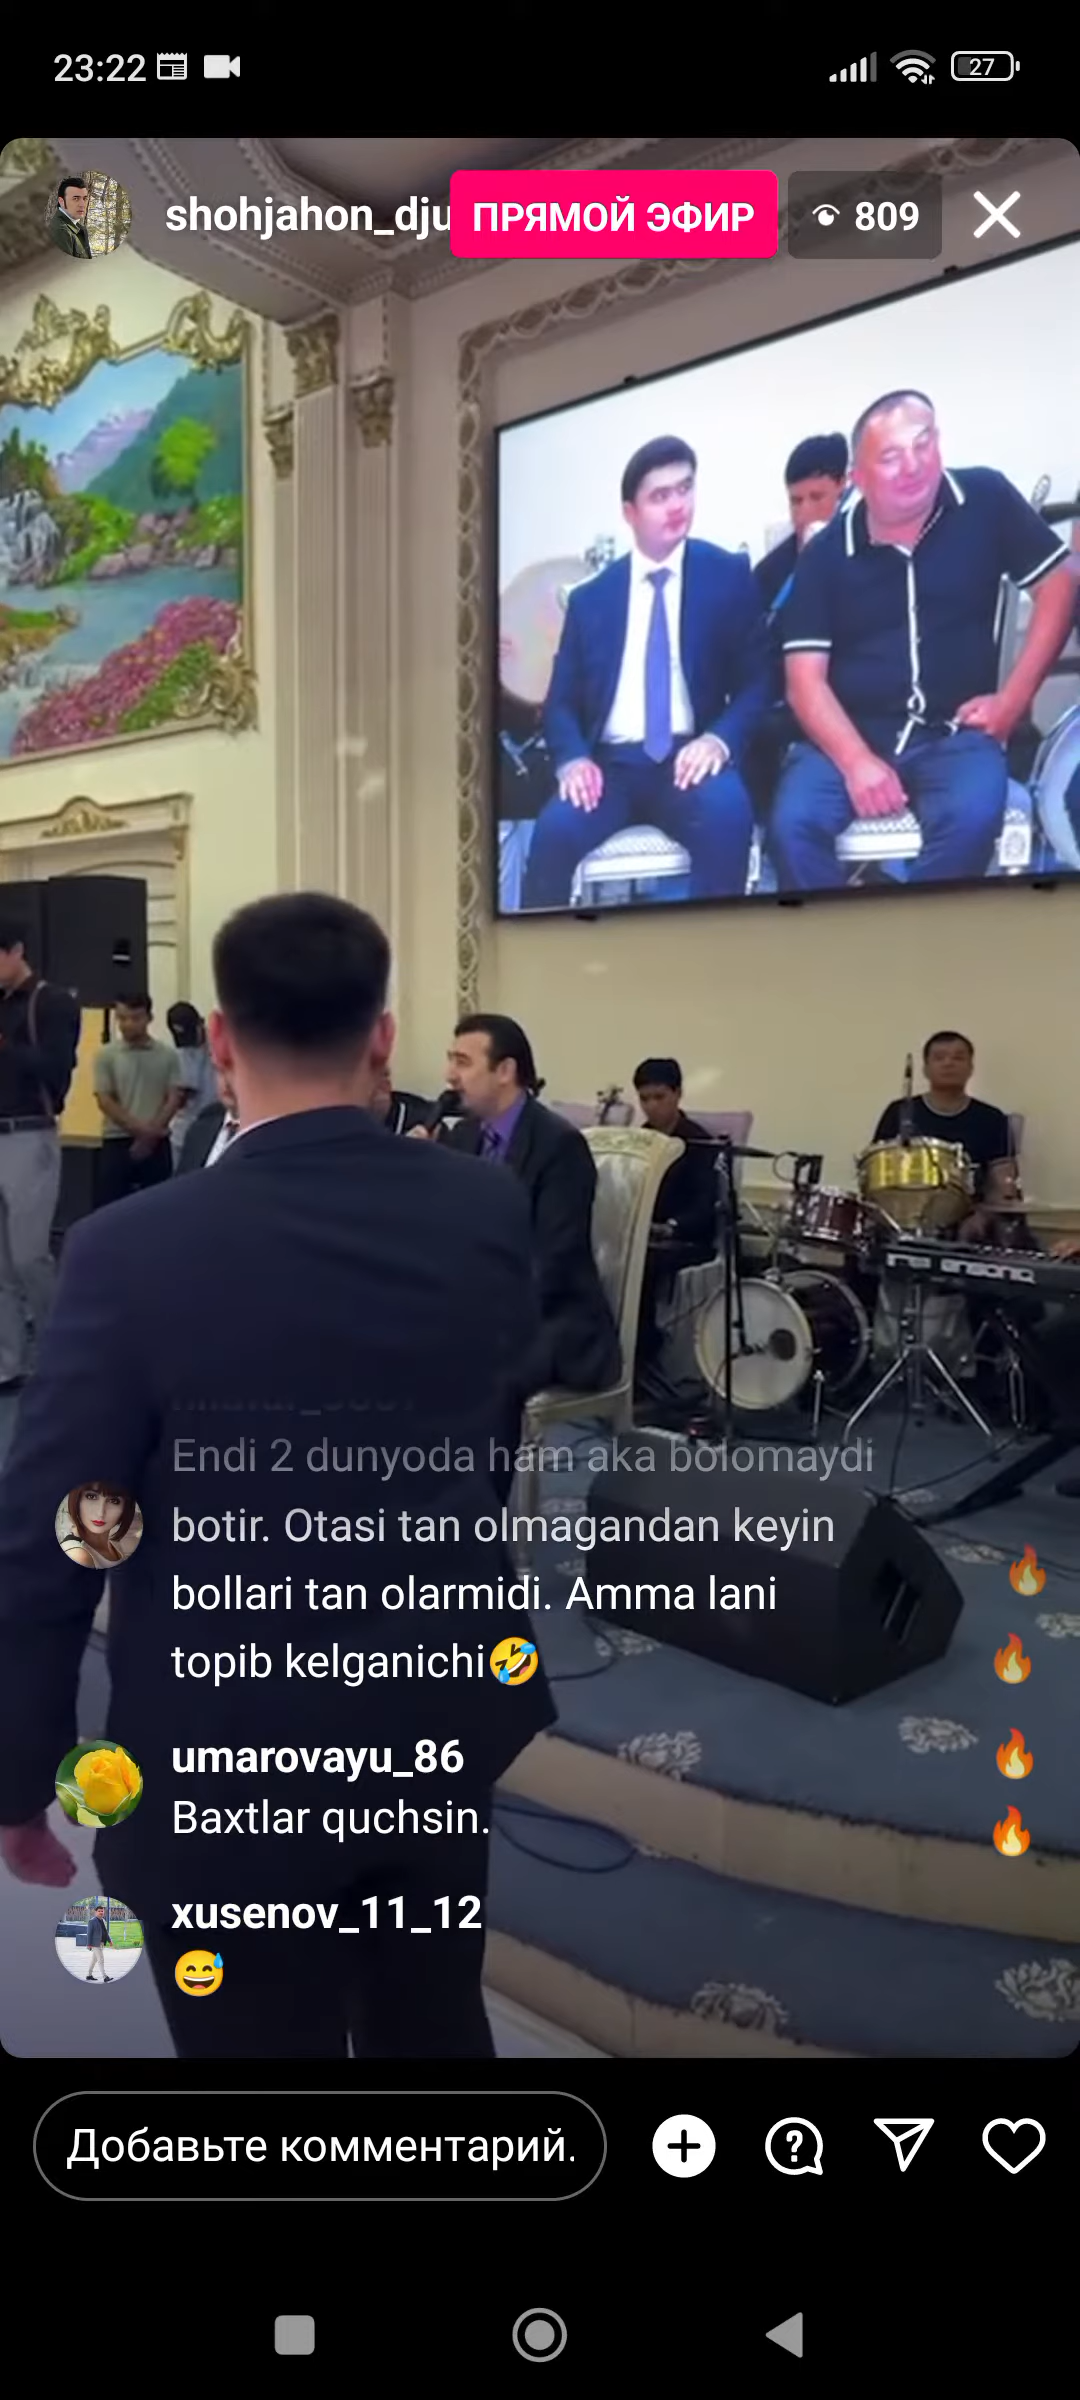 23:22
27
shohjahon_dju
ПРЯМОЙ ЭФИР
809
Endi 2 dunyoda ham aka bolomaydi
botir. Otasi tan olmagandan keyin
bollari tan olarmidi. Amma lani
topib kelganichi🤣
umarovayu_86
Baxtlar quchsin.
xusenov_11_12
😅
Добавьте комментарий.